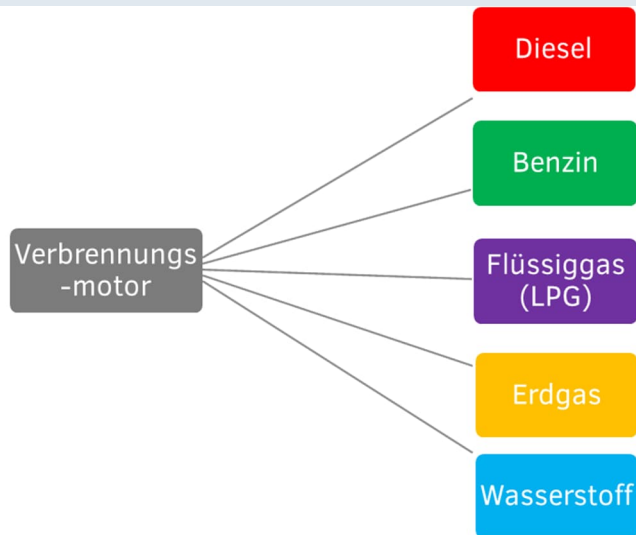 Diesel
Benzin
Verbrennungs
-motor
Flüssiggas
(LPG)
Erdgas
Wasserstoff